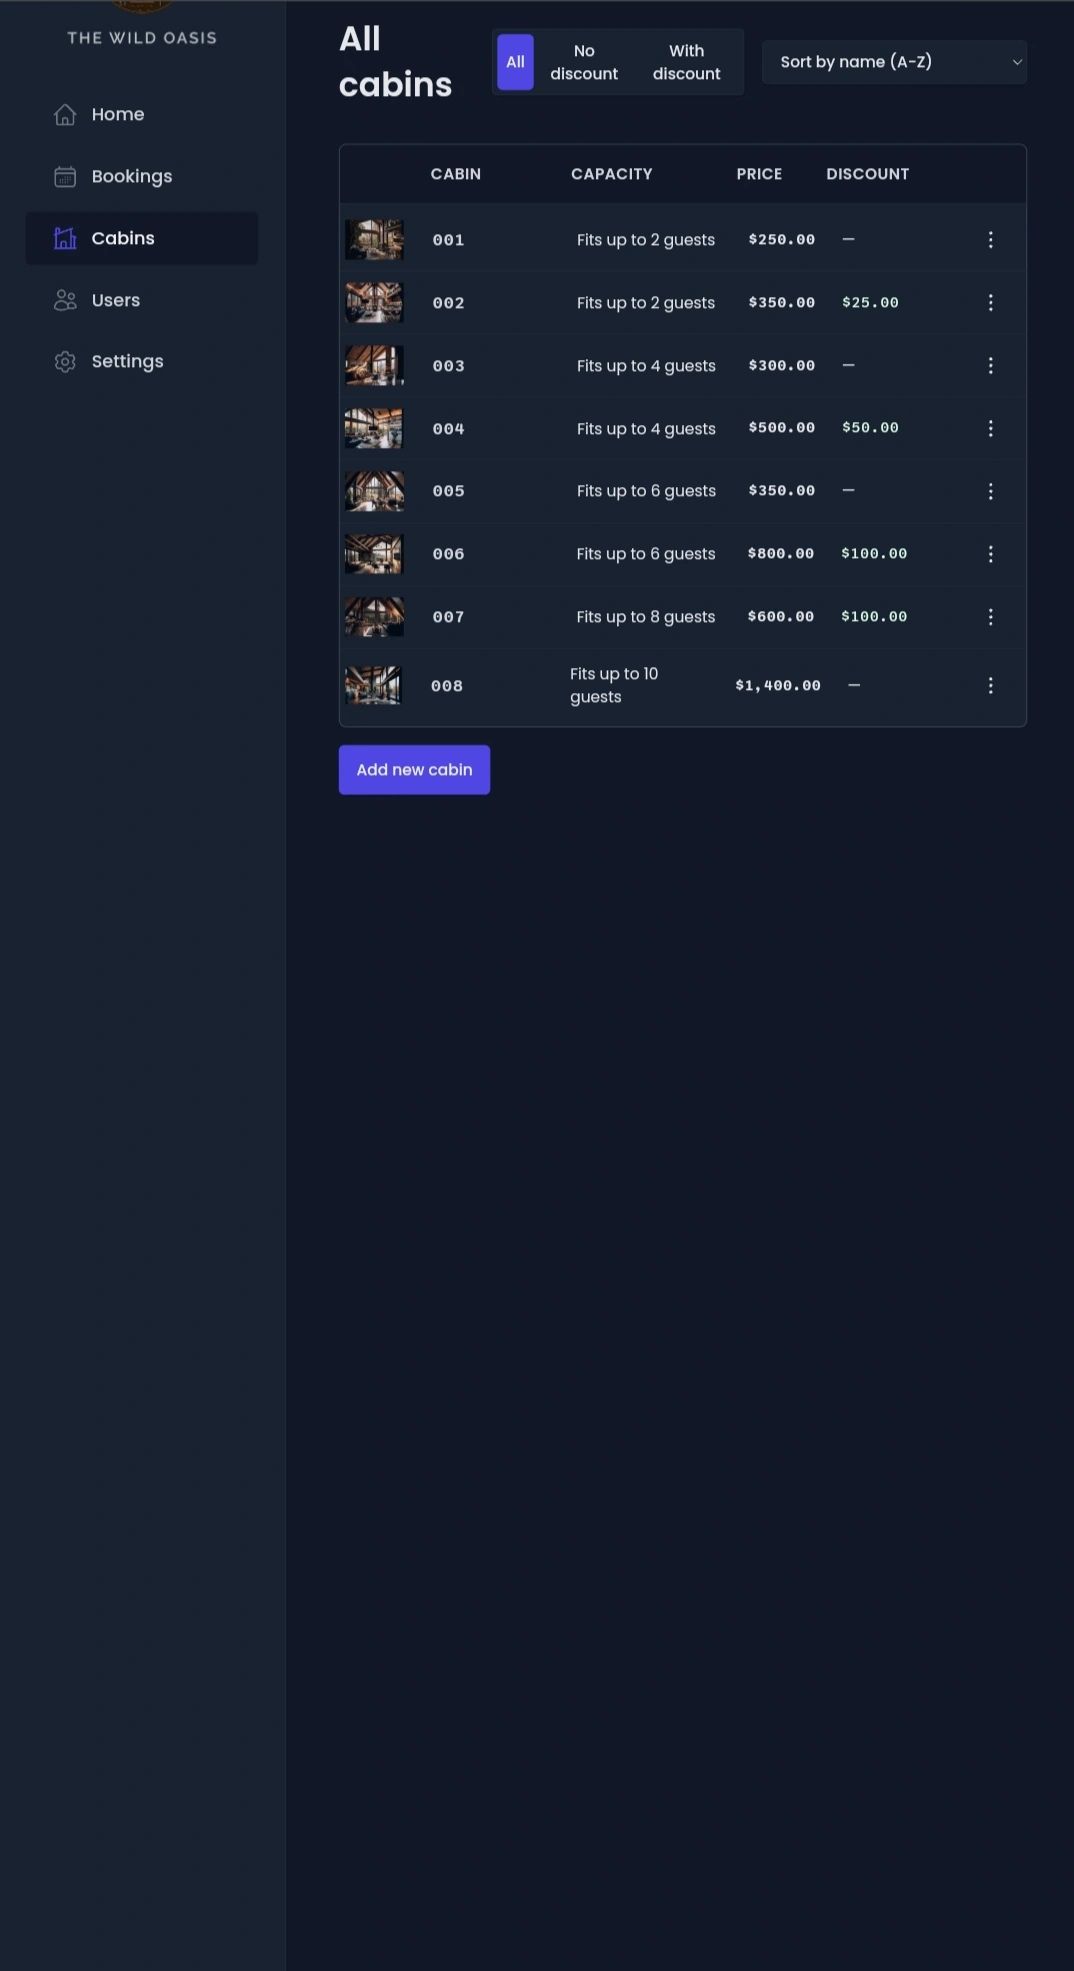 THE WILD OASIS
Home
Bookings
Cabins
Users
Settings
All
cabins
All
No
discount
With
discount
Sort by name (A-Z)
CABIN CAPACITY PRICE DISCOUNT
001 Fits up to 2 guests $250.00 —
002 Fits up to 2 guests $350.00 $25.00
003 Fits up to 4 guests $300.00 —
004 Fits up to 4 guests $500.00 $50.00
005 Fits up to 6 guests $350.00 —
006 Fits up to 6 guests $800.00 $100.00
007 Fits up to 8 guests $600.00 $100.00
008 Fits up to 10
guests $1,400.00 —
Add new cabin